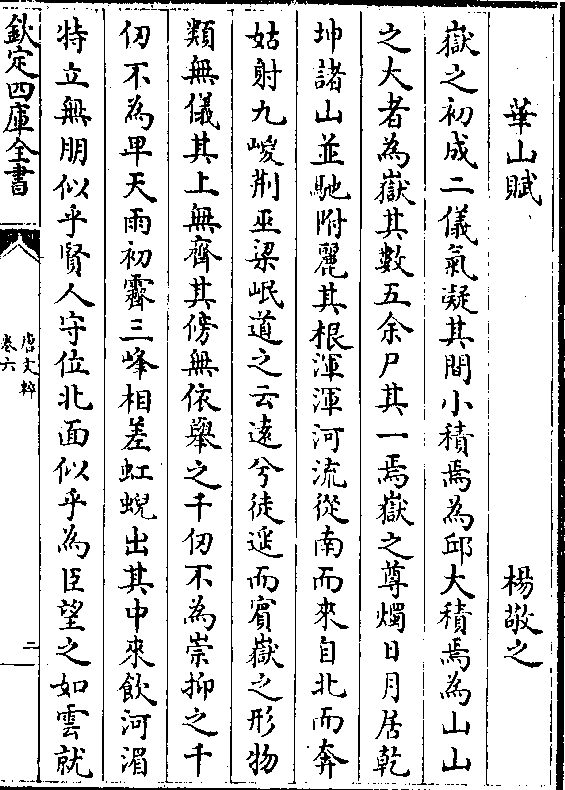 華山賦　楊敬之
嶽之初成二儀氣凝其間小積焉為邱大積焉為山山
之大者為嶽其數五余尸其一焉嶽之尊燭日月居乾
坤諸山並馳附麗其根渾渾河流從南而來自北而奔
姑射九嵕荆巫梁岷道之云遠兮徒遥而賓嶽之形物
類無儀其上無齊其傍無依舉之千仞不為崇抑之千
仞不為卑天雨初霽三峰相差虹蜺出其中來飲河湄
特立無朋似乎賢人守位北面似乎為臣望之如雲就
欽定四庫全書
唐文粹
卷六
二